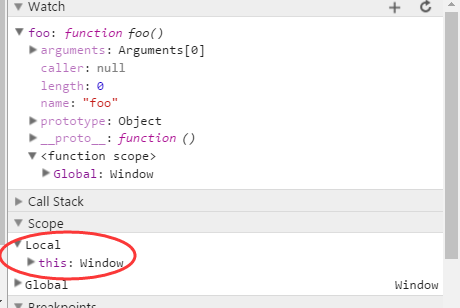 Watch
foo: function foo()
arguments: Arguments[0]
caller: null
length: 0
name: "foo"
prototype: Object
__proto__: function ()
<function scope>
Global: Window
Call Stack
Scope
Local
this: Window
Global Window
Breakpoints